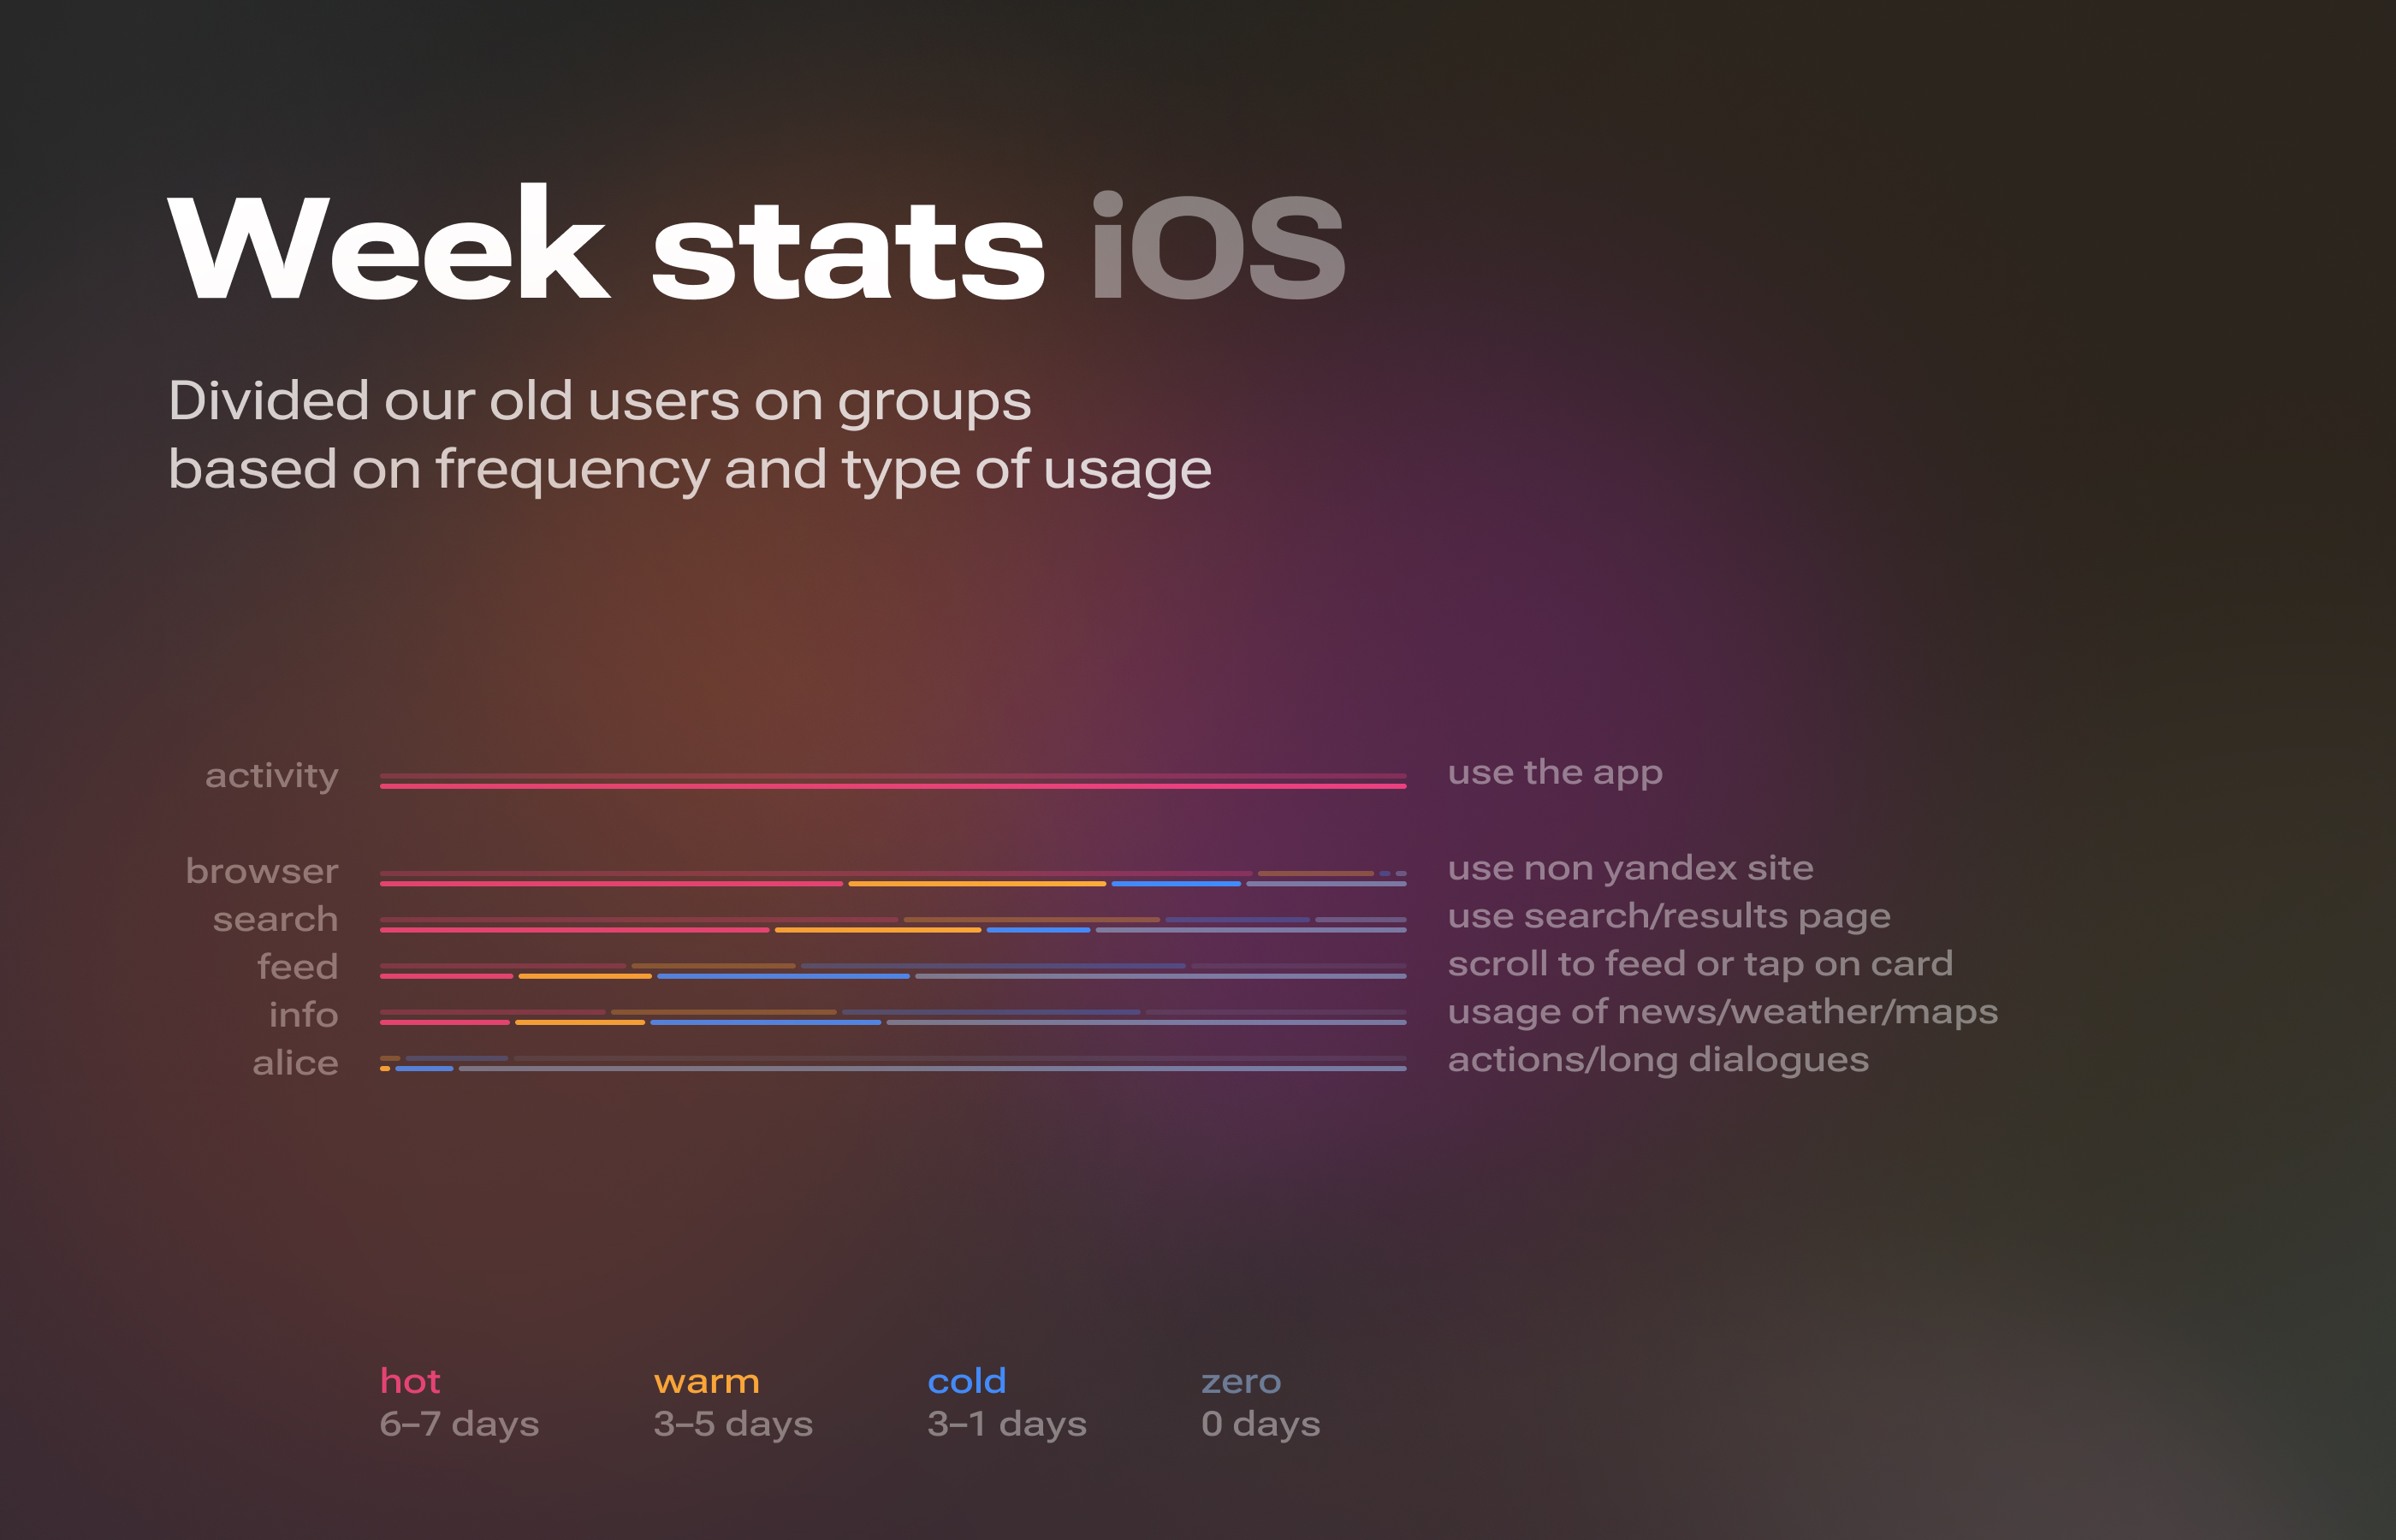 Week stats iOS
Divided our old users on groups
based on frequency and type of usage
activity use the app
browser use non yandex site
search use search/results page
feed scroll to feed or tap on card
info usage of news/weather/maps
alice actions/long dialogues
hot warm cold zero
6–7 days 3–5 days 3–1 days 0 days